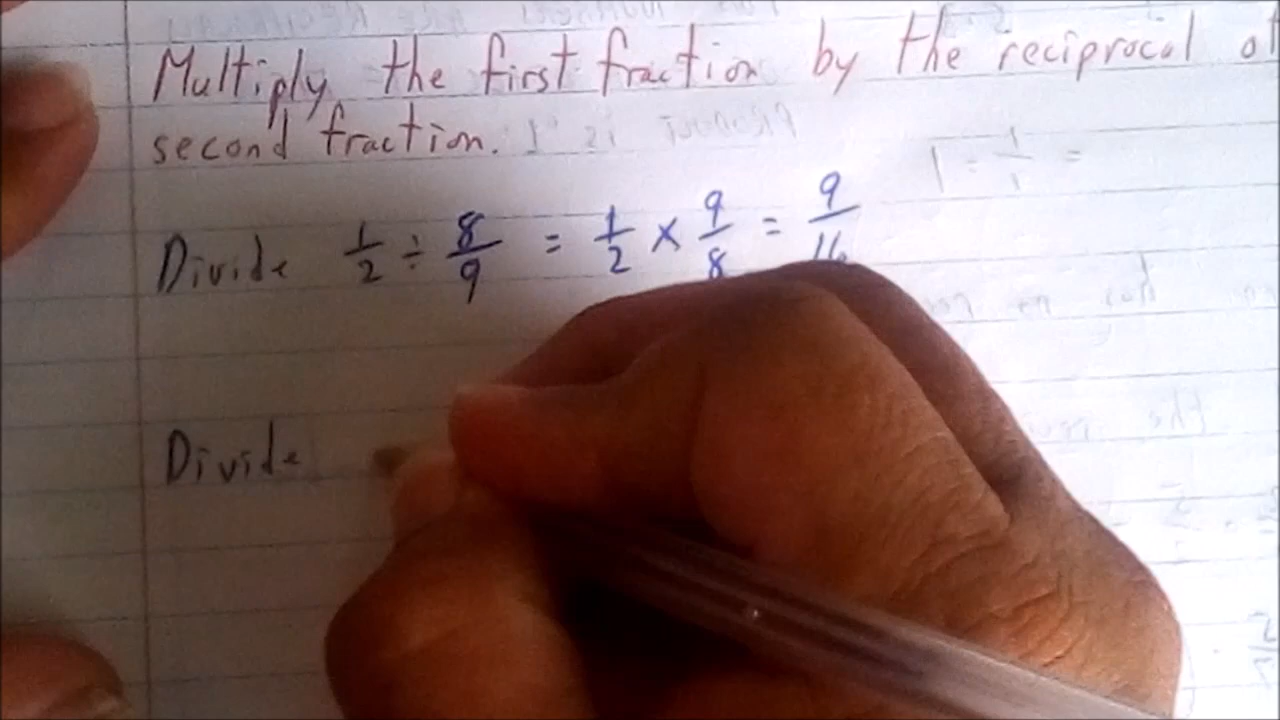 Multiply the first fraction by the reciprocal of
second fraction.
Divide 1/2 ÷ 8/9 = 1/2 × 9/8 = 9/16
Divide